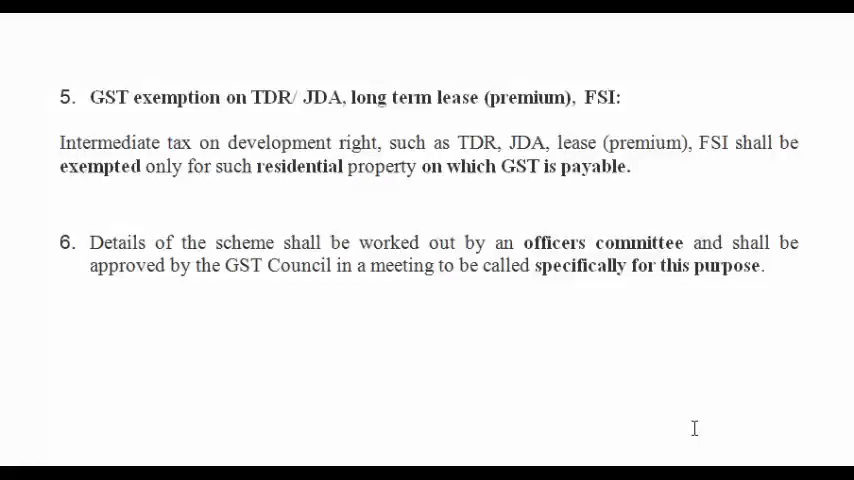 5. GST exemption on TDR/ JDA, long term lease (premium), FSI:
Intermediate tax on development right, such as TDR, JDA, lease (premium), FSI shall be
exempted only for such residential property on which GST is payable.
6. Details of the scheme shall be worked out by an officers committee and shall be
approved by the GST Council in a meeting to be called specifically for this purpose.